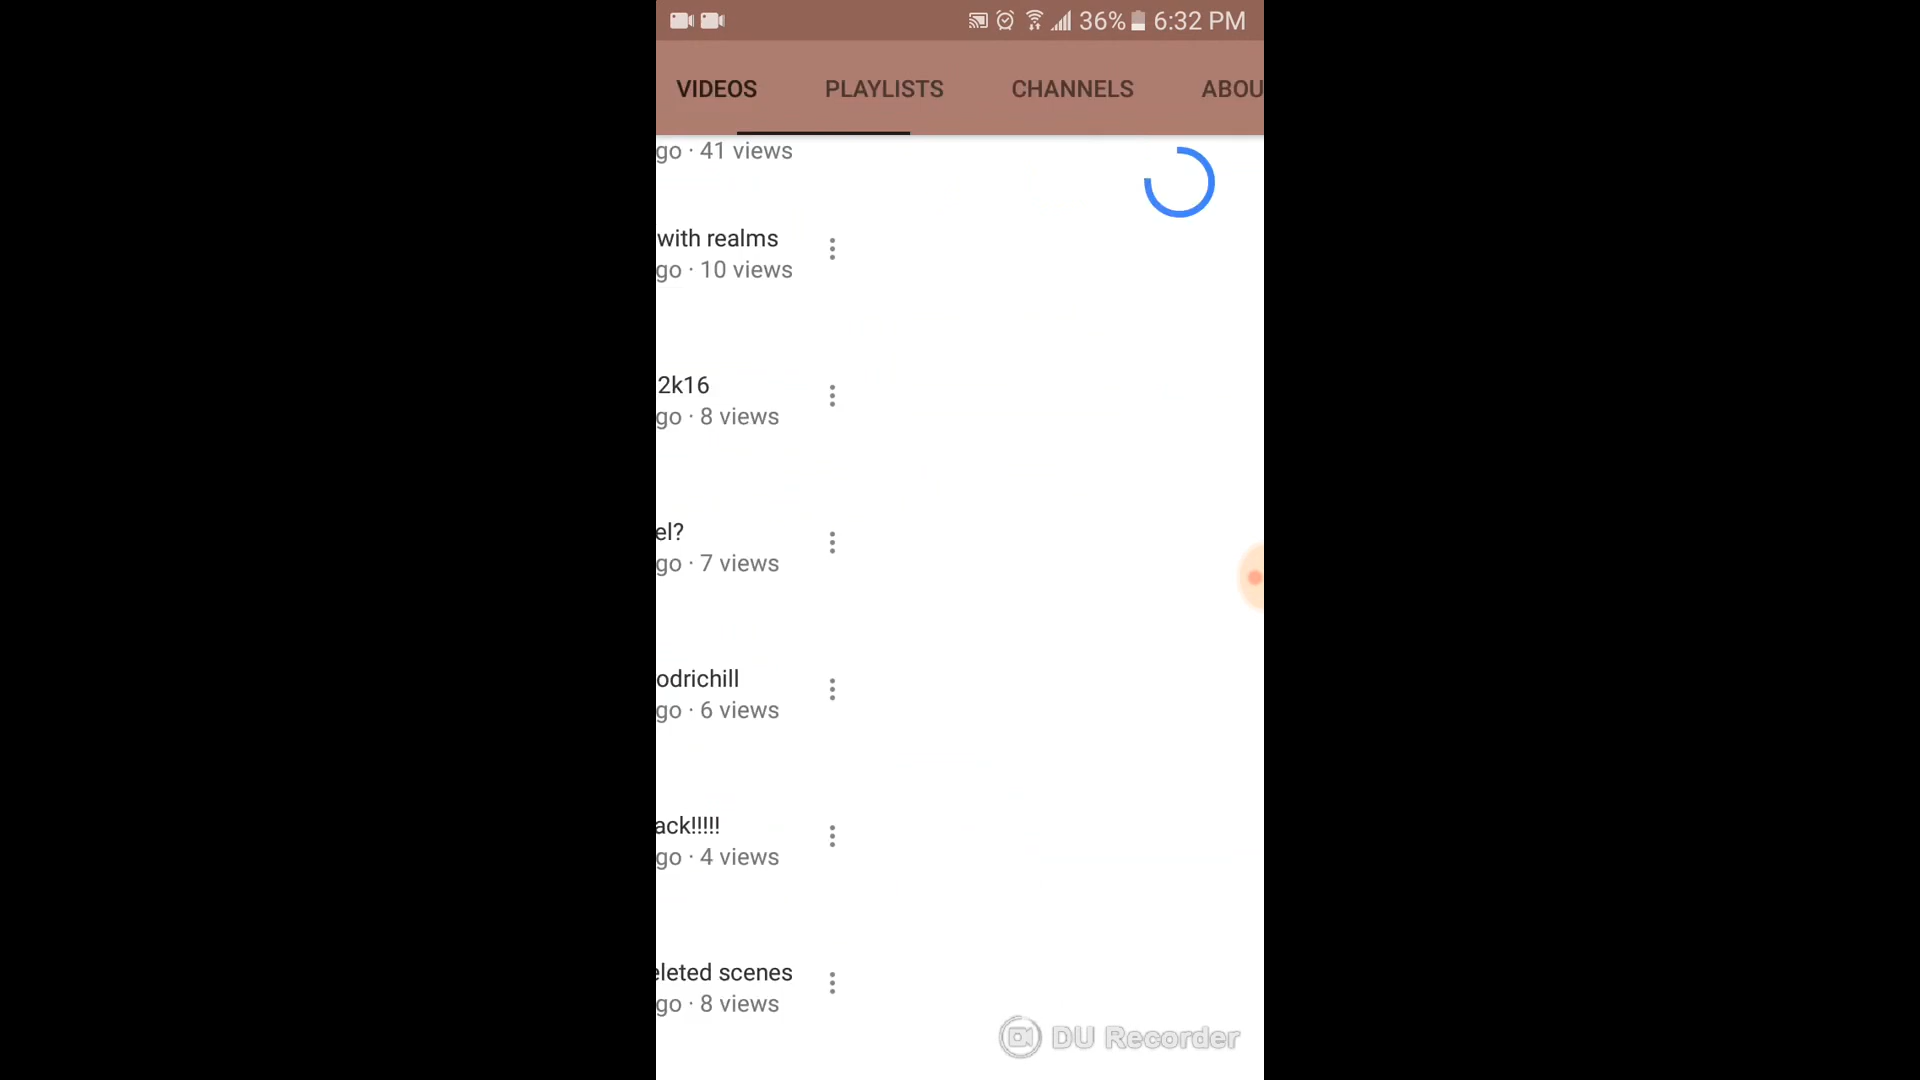 36% 6:32 PM
VIDEOS PLAYLISTS CHANNELS ABOU
go · 41 views
with realms
go · 10 views
2k16
go · 8 views
el?
go · 7 views
odrichill
go · 6 views
ack!!!!!
go · 4 views
eleted scenes
go · 8 views
DU Recorder